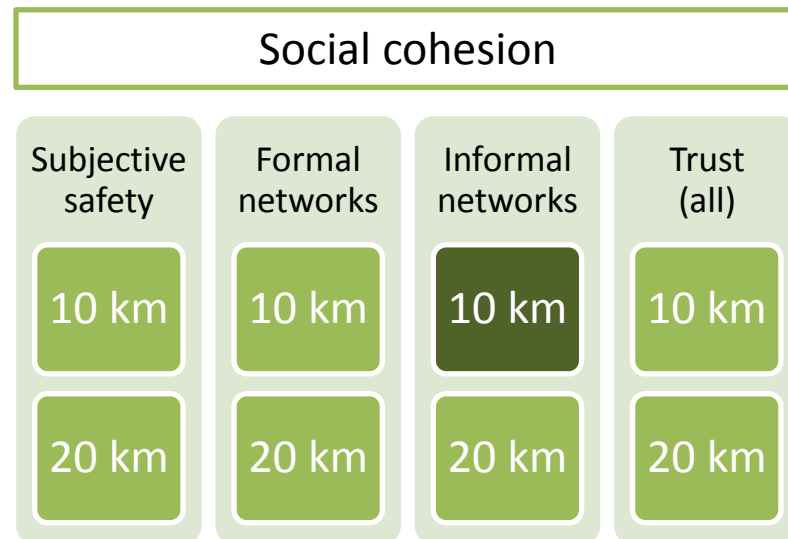 Social cohesion
Subjective
safety
10 km
20 km
Formal
networks
10 km
20 km
Informal
networks
10 km
20 km
Trust
(all)
10 km
20 km